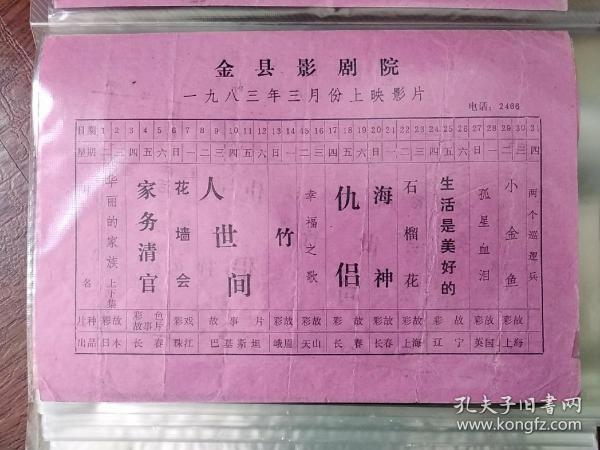 金县影剧院
一九八三年三月份上映影片
电话：2466
日期 1 2 3 4 5 6 7 8 9 10 11 12 13 14 15 16 17 18 19 20 21 22 23 24 25 26 27 28 29 30 31
星期 二 三 四 五 六 日 一 二 三 四 五 六 日 一 二 三 四 五 六 日 一 二 三 四 五 六 日 一 二 三 四
片名
华丽的家族 上下集
家务清官
花墙会
人世间
竹
幸福之歌
仇侣
海神
石榴花
生活是美好的
孤星血泪
小金鱼
两个巡逻兵
片种 彩故 彩色故事片 彩戏 故事片 彩故 彩故 彩故 彩故 彩故 彩故 彩故 彩故
出品 日本 长春 珠江 巴基斯坦 峨眉 天山 长春 长春 上海 辽宁 英国 上海
孔夫子旧书网
www.kongfz.com